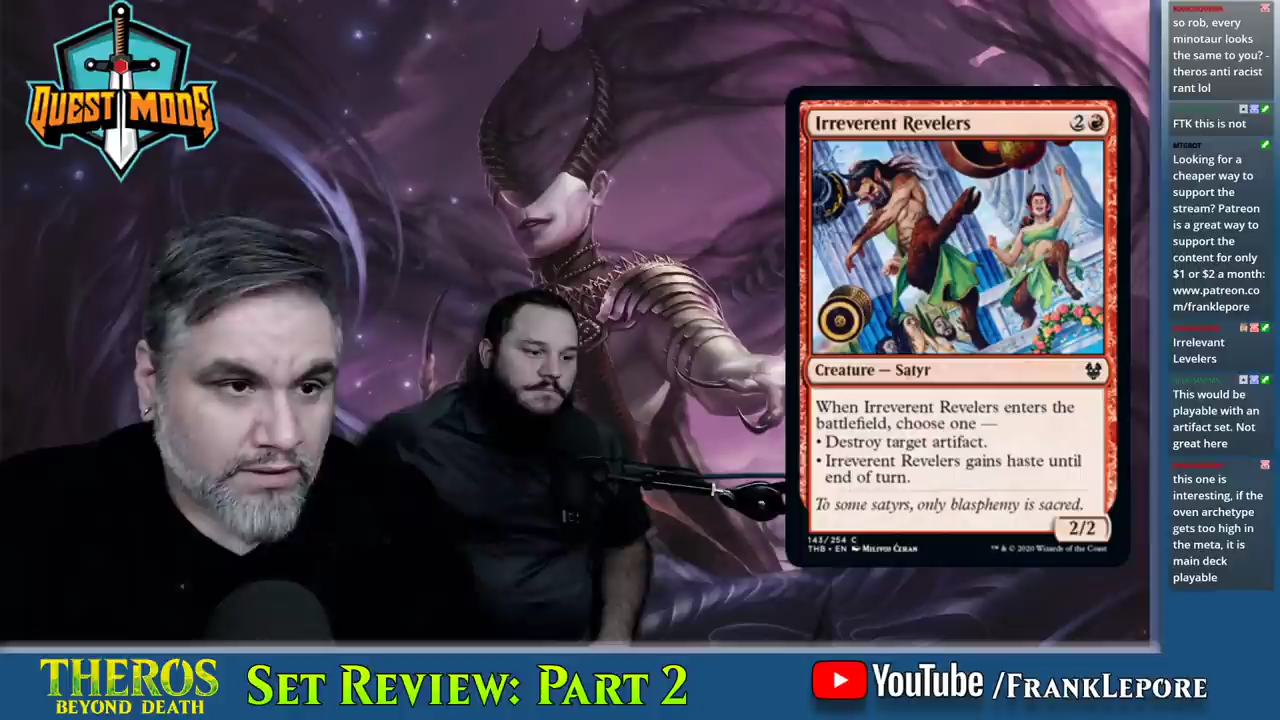 QUEST MODE
Irreverent Revelers 2
Creature — Satyr
When Irreverent Revelers enters the
battlefield, choose one —
• Destroy target artifact.
• Irreverent Revelers gains haste until
end of turn.
To some satyrs, only blasphemy is sacred.
2/2
143/254 C
THB • EN MILIVOJ ĆERAN
™ & © 2020 Wizards of the Coast
so rob, every
minotaur looks
the same to you? -
theros anti racist
rant lol
FTK this is not
MTGBOT
Looking for a
cheaper way to
support the
stream? Patreon
is a great way to
support the
content for only
$1 or $2 a month:
www.patreon.co
m/franklepore
Irrelevant
Levelers
This would be
playable with an
artifact set. Not
great here
this one is
interesting, if the
oven archetype
gets too high in
the meta, it is
main deck
playable
THEROS
BEYOND DEATH
SET REVIEW: PART 2
YouTube /FRANKLEPORE